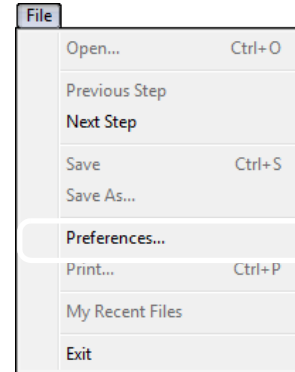 File
Open... Ctrl+O
Previous Step
Next Step
Save Ctrl+S
Save As...
Preferences...
Print... Ctrl+P
My Recent Files
Exit